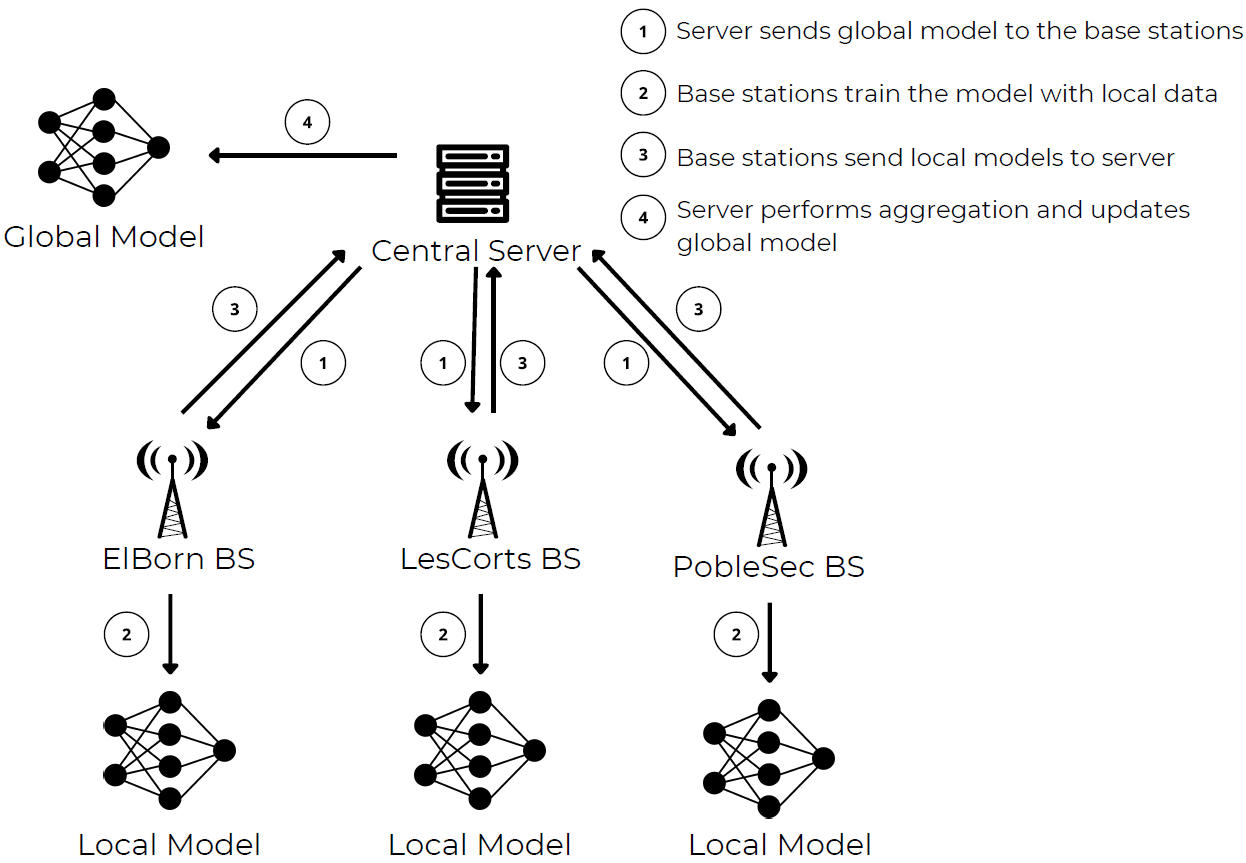 1 Server sends global model to the base stations
2 Base stations train the model with local data
3 Base stations send local models to server
4 Server performs aggregation and updates
global model
4
Global Model
Central Server
3
1
1
3
1
3
ElBorn BS
LesCorts BS
PobleSec BS
2
2
2
Local Model
Local Model
Local Model